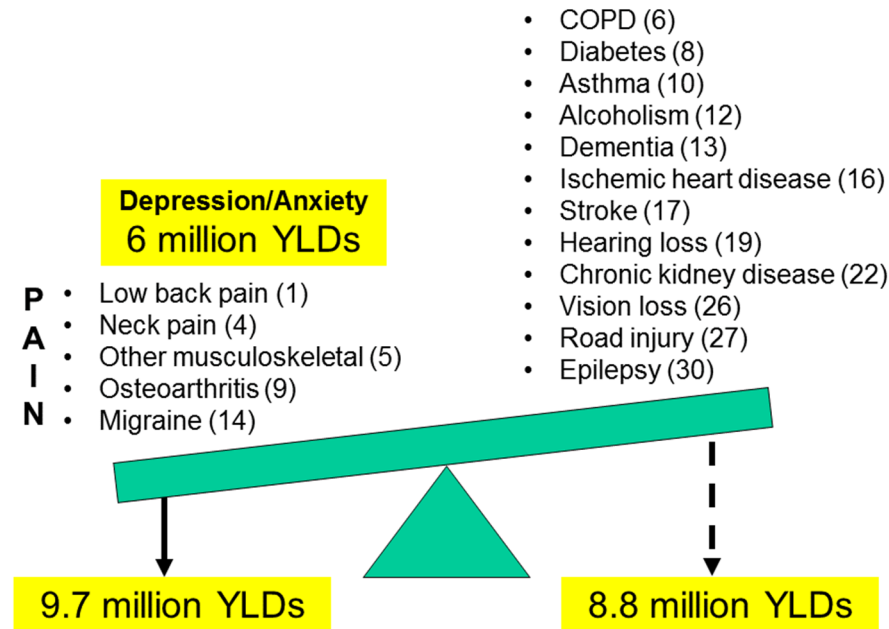 Depression/Anxiety
6 million YLDs
PAIN
• Low back pain (1)
• Neck pain (4)
• Other musculoskeletal (5)
• Osteoarthritis (9)
• Migraine (14)
9.7 million YLDs
• COPD (6)
• Diabetes (8)
• Asthma (10)
• Alcoholism (12)
• Dementia (13)
• Ischemic heart disease (16)
• Stroke (17)
• Hearing loss (19)
• Chronic kidney disease (22)
• Vision loss (26)
• Road injury (27)
• Epilepsy (30)
8.8 million YLDs